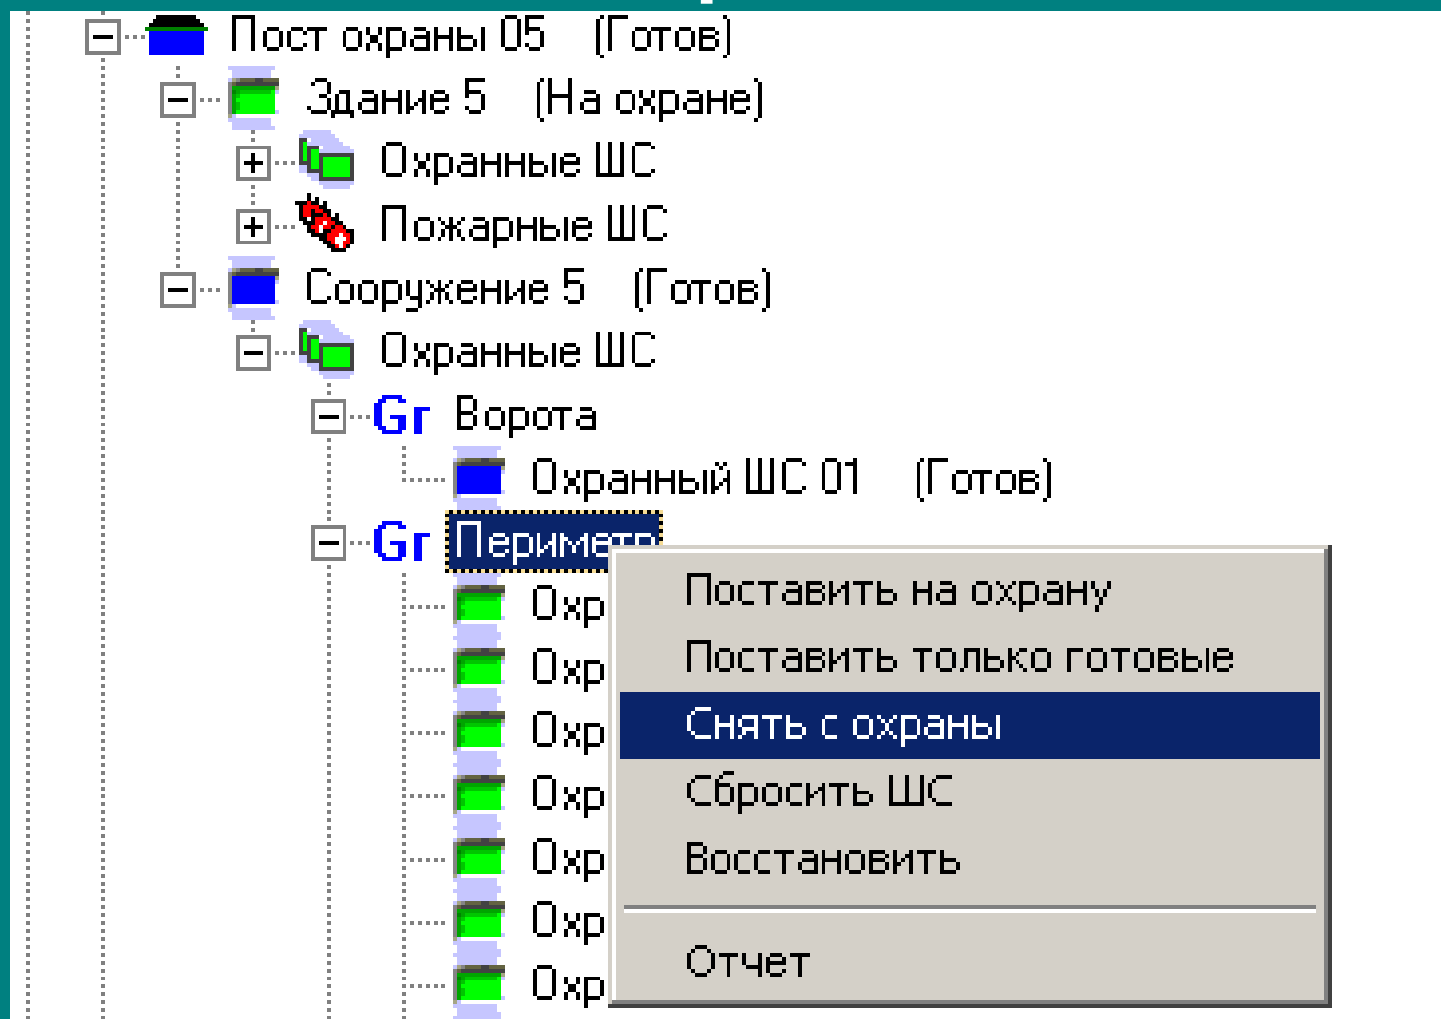 Пост охраны 05 (Готов)
Здание 5 (На охране)
Охранные ШС
Пожарные ШС
Сооружение 5 (Готов)
Охранные ШС
Gr Ворота
Охранный ШС 01 (Готов)
Gr Периметр
Охр
Поставить на охрану
Охр
Поставить только готовые
Охр
Снять с охраны
Охр
Сбросить ШС
Охр
Восстановить
Охр
Охр
Отчет